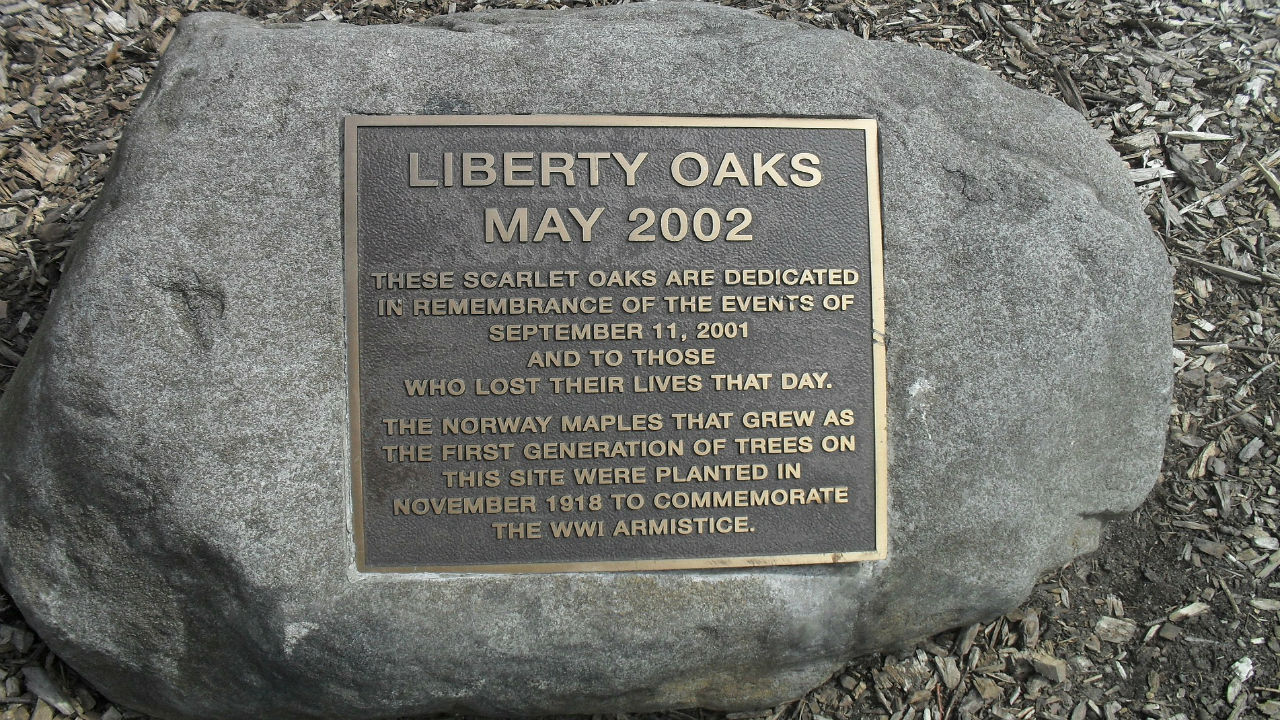 LIBERTY OAKS
MAY 2002
THESE SCARLET OAKS ARE DEDICATED
IN REMEMBRANCE OF THE EVENTS OF
SEPTEMBER 11, 2001
AND TO THOSE
WHO LOST THEIR LIVES THAT DAY.
THE NORWAY MAPLES THAT GREW AS
THE FIRST GENERATION OF TREES ON
THIS SITE WERE PLANTED IN
NOVEMBER 1918 TO COMMEMORATE
THE WWI ARMISTICE.